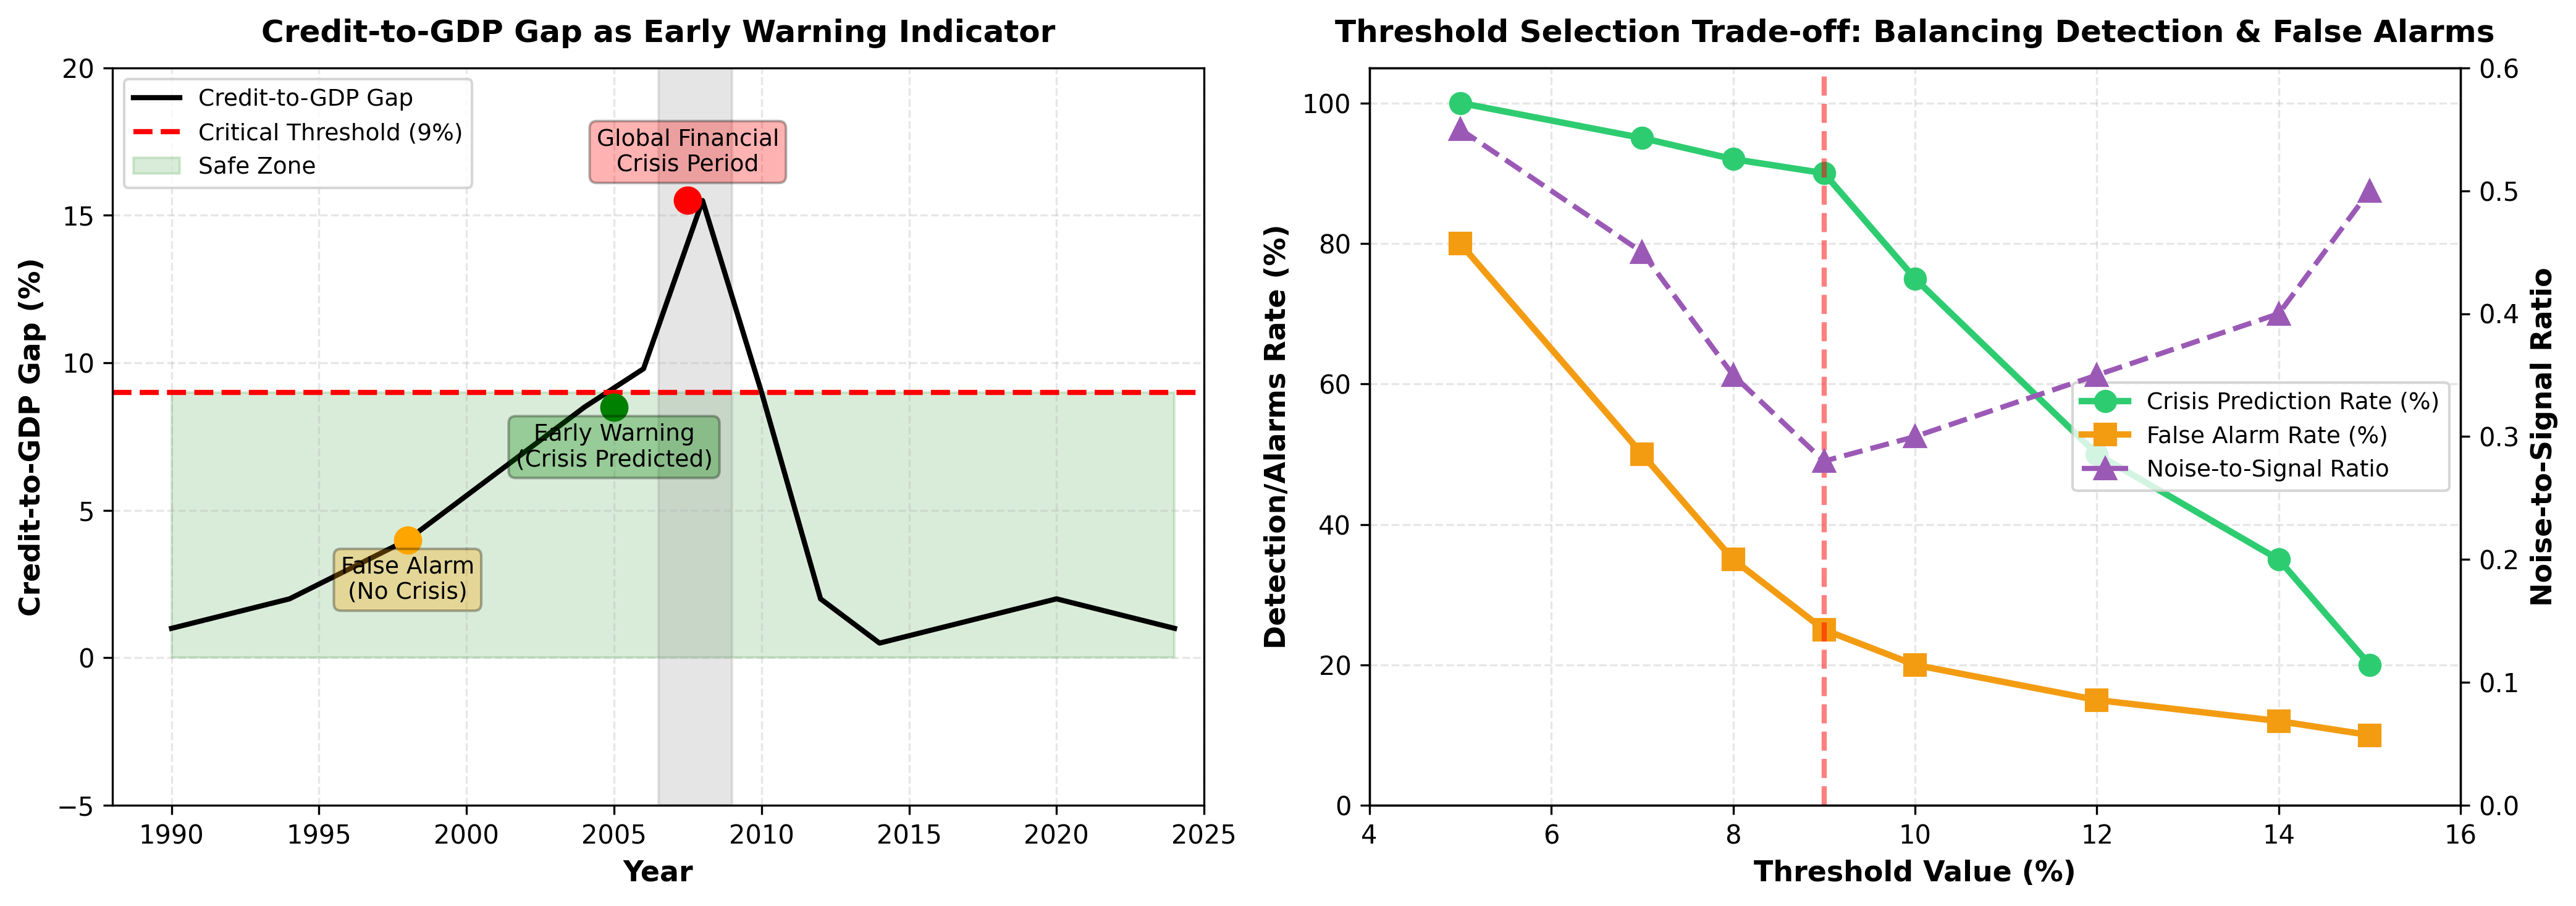 Credit-to-GDP Gap as Early Warning Indicator
Credit-to-GDP Gap (%)
20
15
10
5
0
−5
Credit-to-GDP Gap
Critical Threshold (9%)
Safe Zone
Global Financial
Crisis Period
Early Warning
(Crisis Predicted)
False Alarm
(No Crisis)
1990
1995
2000
2005
2010
2015
2020
2025
Year
Threshold Selection Trade-off: Balancing Detection & False Alarms
Detection/Alarms Rate (%)
100
80
60
40
20
0
Crisis Prediction Rate (%)
False Alarm Rate (%)
Noise-to-Signal Ratio
0.6
0.5
0.4
0.3
0.2
0.1
0.0
Noise-to-Signal Ratio
4
6
8
10
12
14
16
Threshold Value (%)